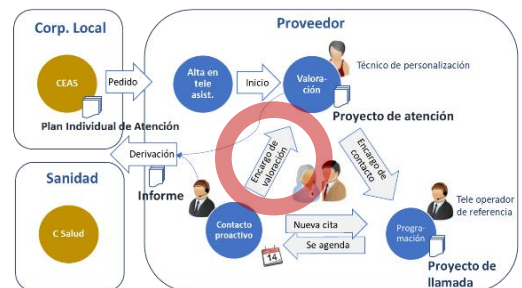 Corp. Local
Proveedor
CEAS
Pedido
Alta en
tele
asist.
Inicio
Valora-
ción
Técnico de personalización
Plan Individual de Atención
Proyecto de atención
Derivación
Encargo de
valoración
Encargo de
contacto
Sanidad
Informe
C Salud
Contacto
proactivo
Nueva cita
Se agenda
14
Progra-
mación
Tele operador
de referencia
Proyecto de
llamada